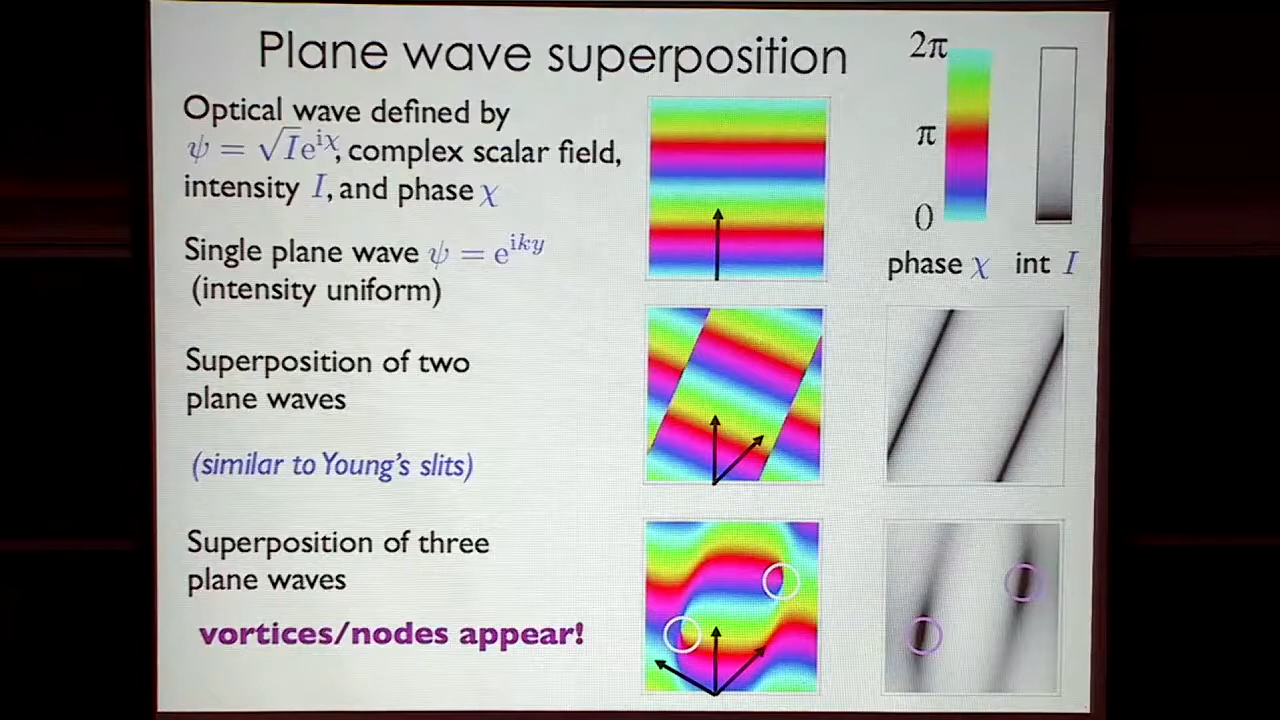 Plane wave superposition
Optical wave defined by
ψ = √I e^{iχ}, complex scalar field,
intensity I, and phase χ
Single plane wave ψ = e^{iky}
(intensity uniform)
Superposition of two
plane waves
(similar to Young's slits)
Superposition of three
plane waves
vortices/nodes appear!
2π
π
0
phase χ int I